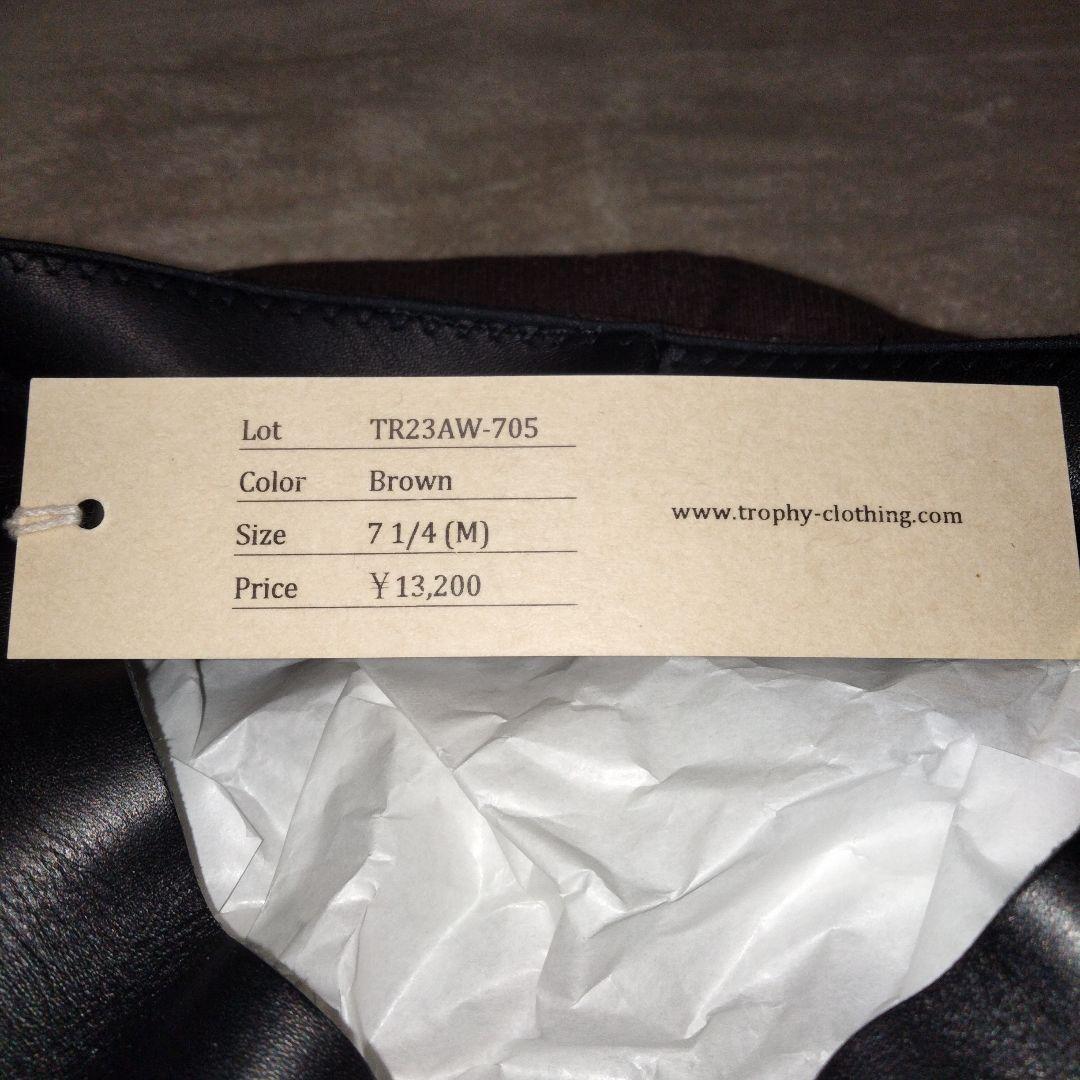 Lot TR23AW-705
Color Brown
Size 7 1/4 (M)
Price ¥13,200
www.trophy-clothing.com